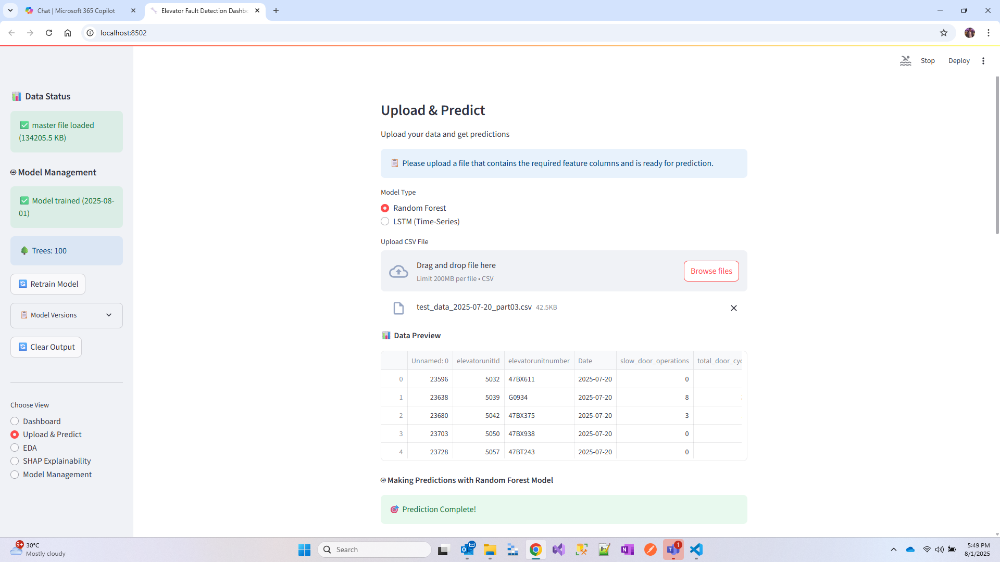 Chat | Microsoft 365 Copilot
Elevator Fault Detection Dashbo
localhost:8502
Stop
Deploy
Data Status
master file loaded
(134205.5 KB)
Model Management
Model trained (2025-08-
01)
Trees: 100
Retrain Model
Model Versions
Clear Output
Choose View
Dashboard
Upload & Predict
EDA
SHAP Explainability
Model Management
Upload & Predict
Upload your data and get predictions
Please upload a file that contains the required feature columns and is ready for prediction.
Model Type
Random Forest
LSTM (Time-Series)
Upload CSV File
Drag and drop file here
Limit 200MB per file • CSV
Browse files
test_data_2025-07-20_part03.csv 42.5KB
Data Preview
Unnamed: 0 elevatorunitId elevatorunitnumber Date slow_door_operations total_door_cyc
0 23596 5032 47BX611 2025-07-20 0
1 23638 5039 G0934 2025-07-20 8
2 23680 5042 47BX375 2025-07-20 3
3 23703 5050 47BX938 2025-07-20 0
4 23728 5057 47BT243 2025-07-20 0
Making Predictions with Random Forest Model
Prediction Complete!
9+
30°C
Mostly cloudy
Search
1
5:49 PM
8/1/2025